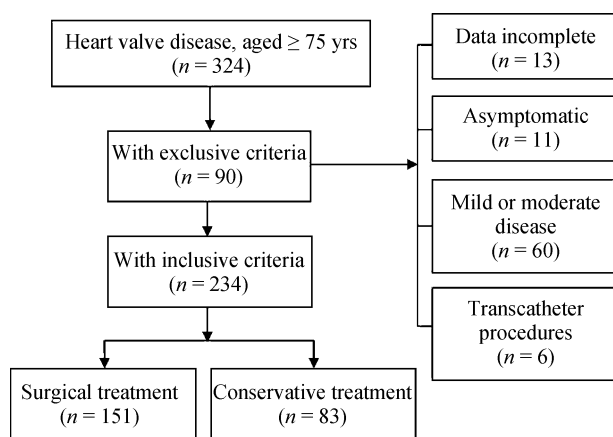 Heart valve disease, aged ≥ 75 yrs
(n = 324)
With exclusive criteria
(n = 90)
With inclusive criteria
(n = 234)
Surgical treatment
(n = 151)
Conservative treatment
(n = 83)
Data incomplete
(n = 13)
Asymptomatic
(n = 11)
Mild or moderate
disease
(n = 60)
Transcatheter
procedures
(n = 6)